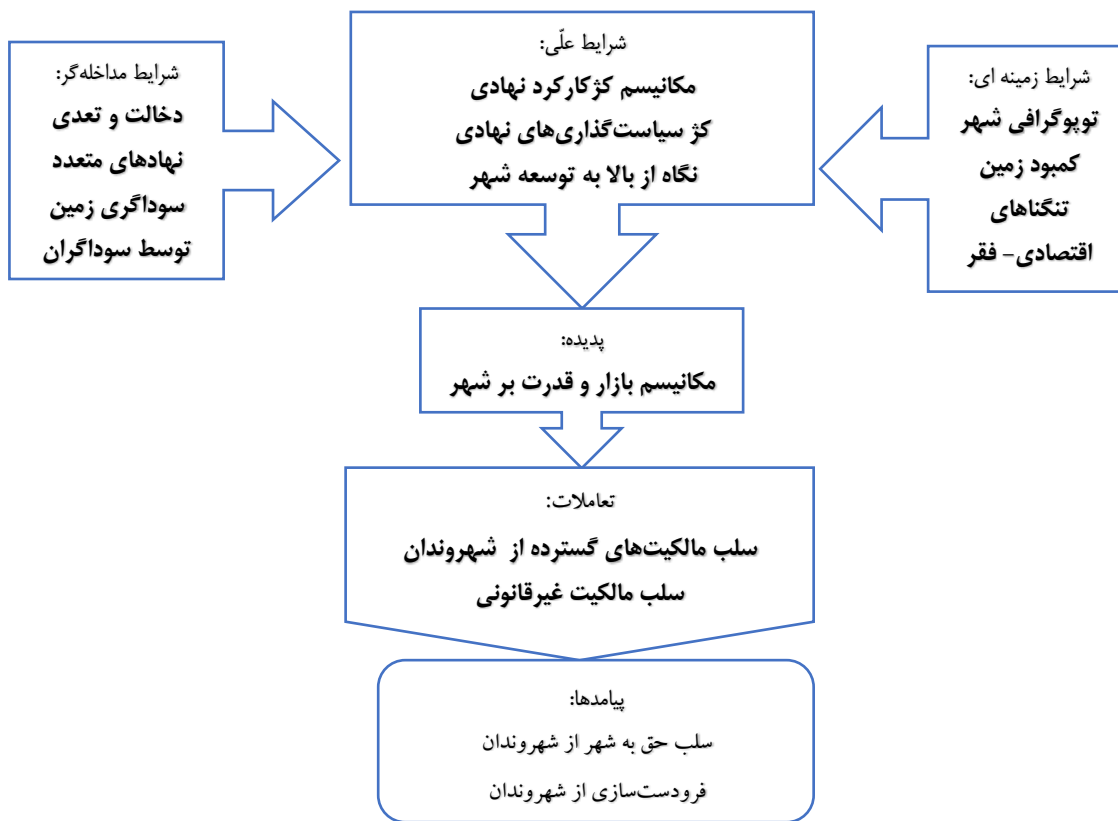 شرایط زمینه ای:
توپوگرافی شهر
کمبود زمین
تنگناهای
اقتصادی- فقر
شرایط علّی:
مکانیسم کژکارکرد نهادی
کژ سیاست‌گذاری‌های نهادی
نگاه از بالا به توسعه شهر
شرایط مداخله‌گر:
دخالت و تعدی
نهادهای متعدد
سوداگری زمین
توسط سوداگران
پدیده:
مکانیسم بازار و قدرت بر شهر
تعاملات:
سلب مالکیت‌های گسترده از شهروندان
سلب مالکیت غیرقانونی
پیامدها:
سلب حق به شهر از شهروندان
فرودست‌سازی از شهروندان